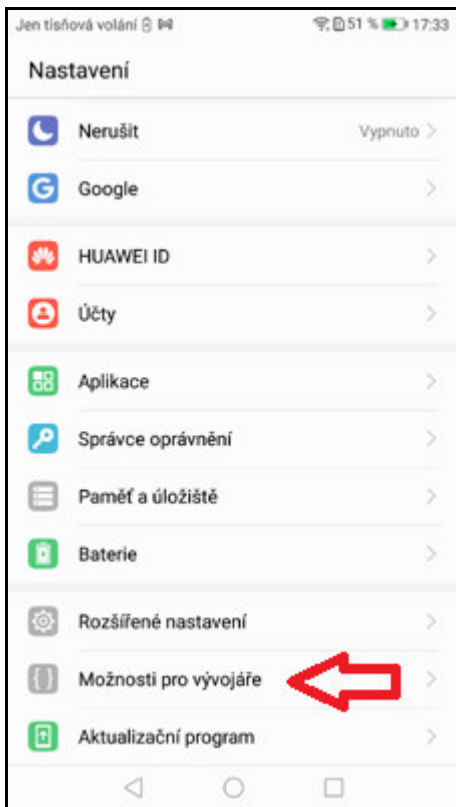 Jen tísňová volání 51 % 17:33
Nastavení
Nerušit Vypnuto
Google
HUAWEI ID
Účty
Aplikace
Správce oprávnění
Paměť a úložiště
Baterie
Rozšířené nastavení
Možnosti pro vývojáře
Aktualizační program